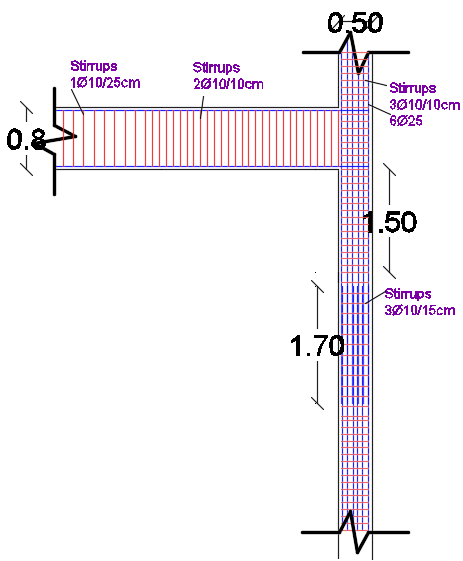 0.50
Stirrups
1Ø10/25cm
Stirrups
2Ø10/10cm
Stirrups
3Ø10/10cm
6Ø25
0.8
1.50
Stirrups
3Ø10/15cm
1.70